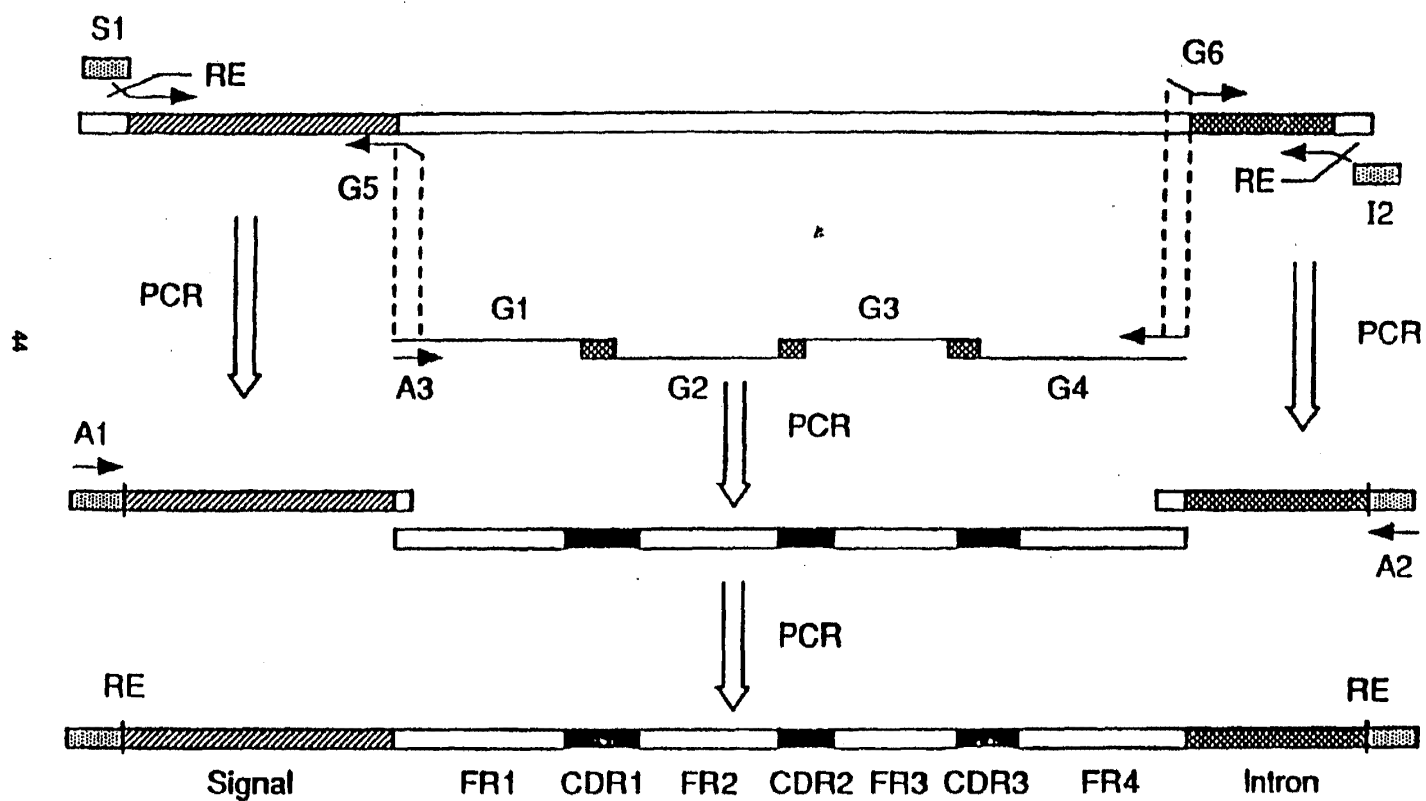 S1
RE
G6
G5
RE
I2
PCR
G1
G3
PCR
44
A3
G2
G4
PCR
A1
A2
PCR
RE
RE
Signal FR1 CDR1 FR2 CDR2 FR3 CDR3 FR4 Intron